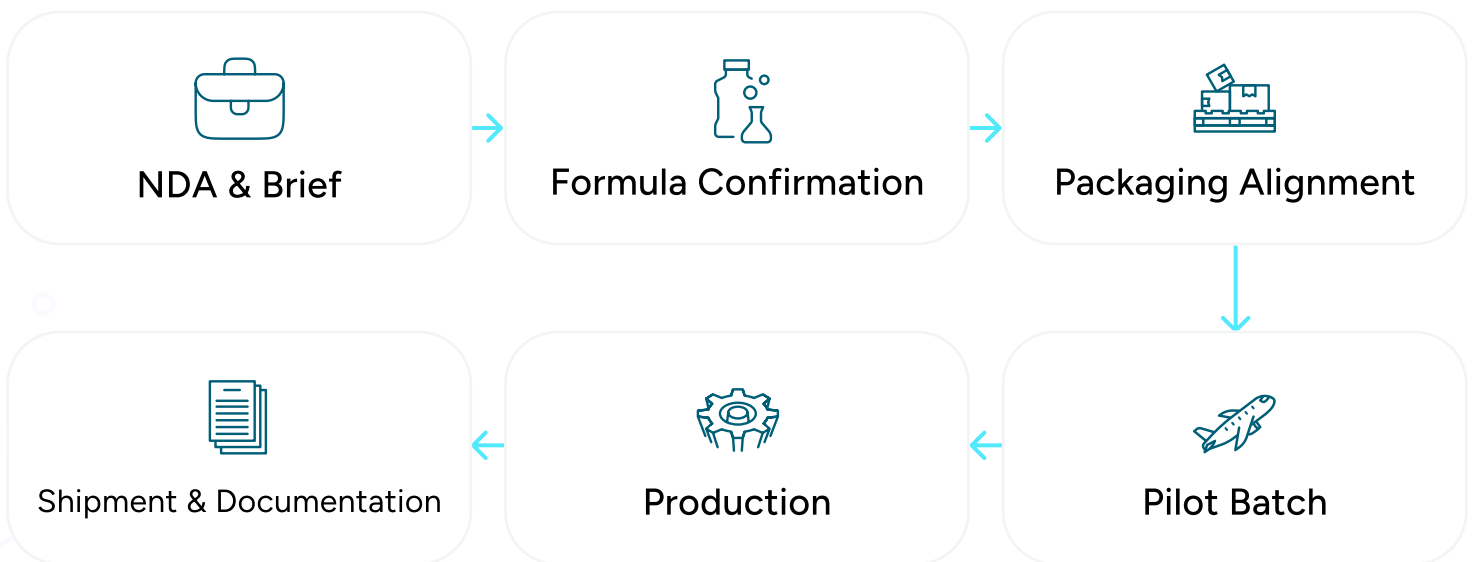 NDA & Brief
Formula Confirmation
Packaging Alignment
Pilot Batch
Production
Shipment & Documentation